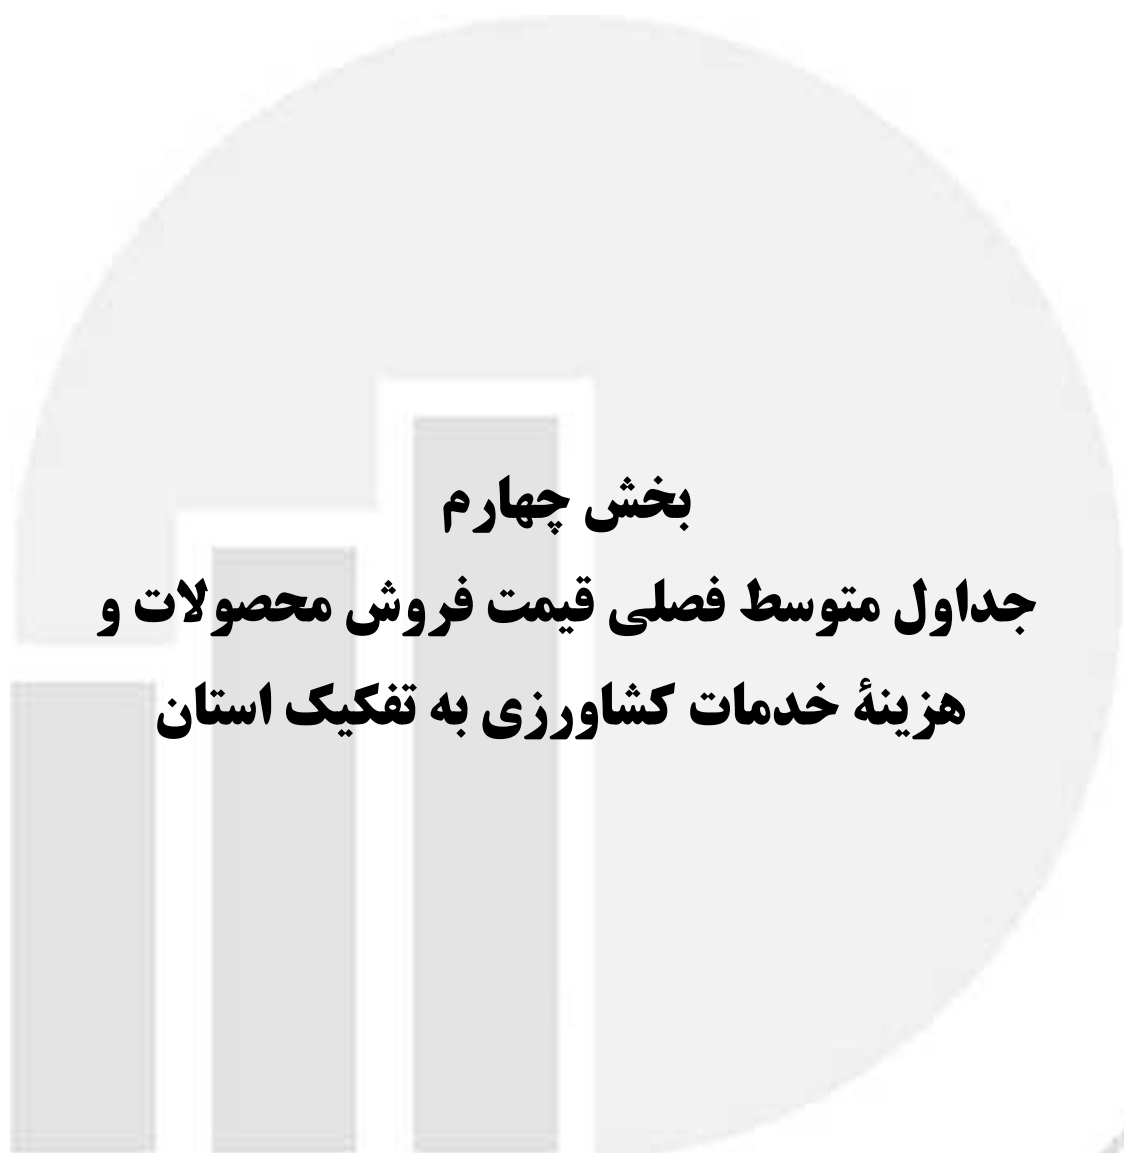 بخش چهارم
جداول متوسط فصلی قیمت فروش محصولات و
هزینهٔ خدمات کشاورزی به تفکیک استان